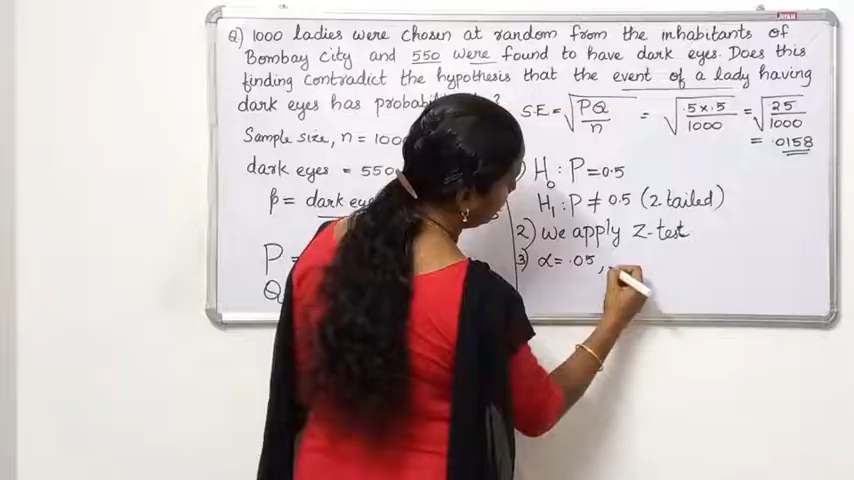 Q) 1000 ladies were chosen at random from the inhabitants of
Bombay city and 550 were found to have dark eyes. Does this
finding contradict the hypothesis that the event of a lady having
dark eyes has ?
Sample size, n = 100
dark eyes = 550
p = dark eye
P =
Q
S.E = √PQ/n = √.5×.5/1000 = √.25/1000
= .0158
H₀ : P = 0.5
H₁ : P ≠ 0.5 (2 tailed)
2) We apply Z-test
3) α = .05,